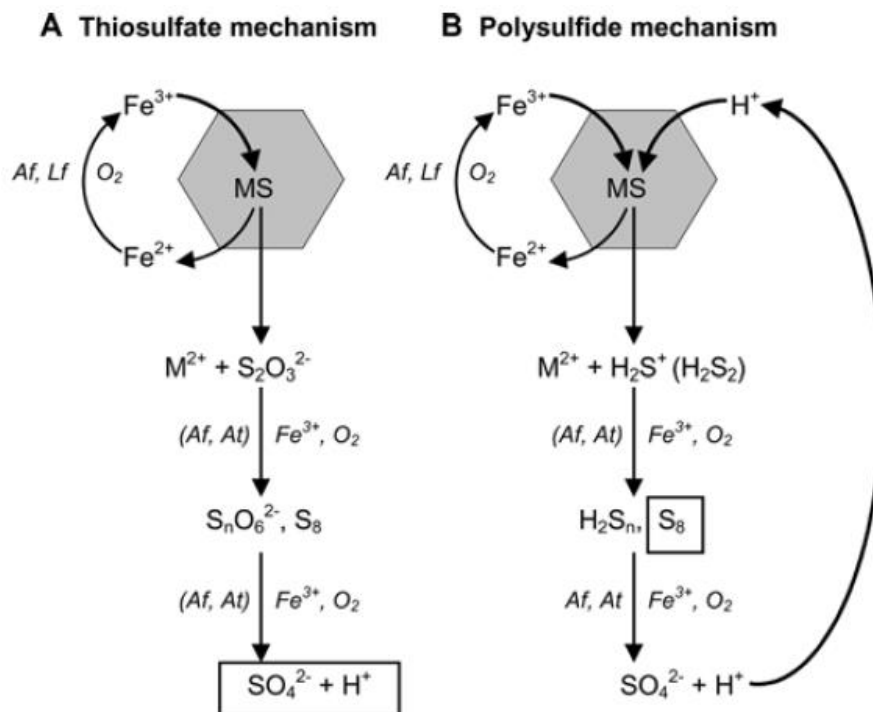 A Thiosulfate mechanism
Fe³⁺
Af, Lf
O₂
MS
Fe²⁺
M²⁺ + S₂O₃²⁻
(Af, At) Fe³⁺, O₂
SₙO₆²⁻, S₈
(Af, At) Fe³⁺, O₂
SO₄²⁻ + H⁺
B Polysulfide mechanism
Fe³⁺
H⁺
Af, Lf
O₂
MS
Fe²⁺
M²⁺ + H₂S⁺ (H₂S₂)
(Af, At) Fe³⁺, O₂
H₂Sₙ, S₈
Af, At Fe³⁺, O₂
SO₄²⁻ + H⁺